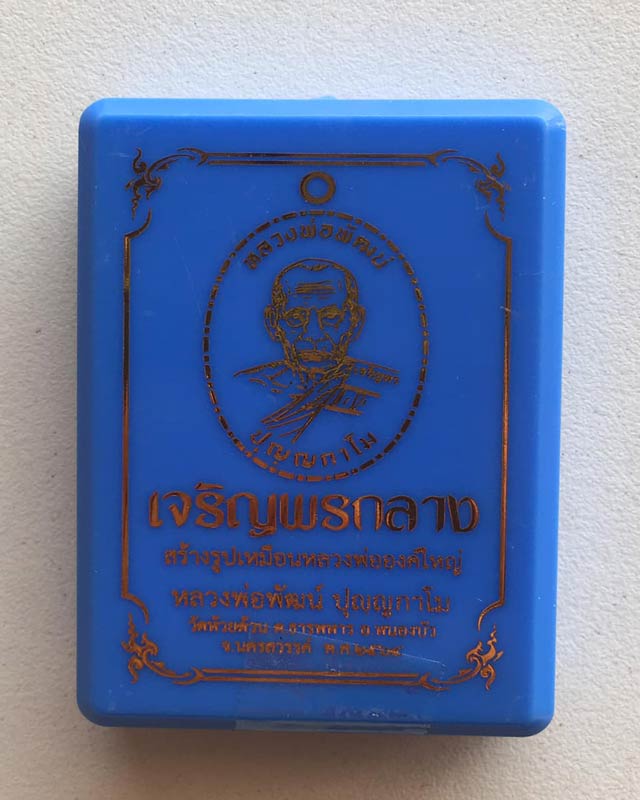 หลวงพ่อพัฒน์
ปุญญกาโม
เจริญพรกลาง
สร้างรูปเหมือนหลวงพ่อองค์ใหญ่
หลวงพ่อพัฒน์ ปุญญกาโม
วัดห้วยด้วน ต.ธารทหาร อ.หนองบัว
จ.นครสวรรค์ พ.ศ.